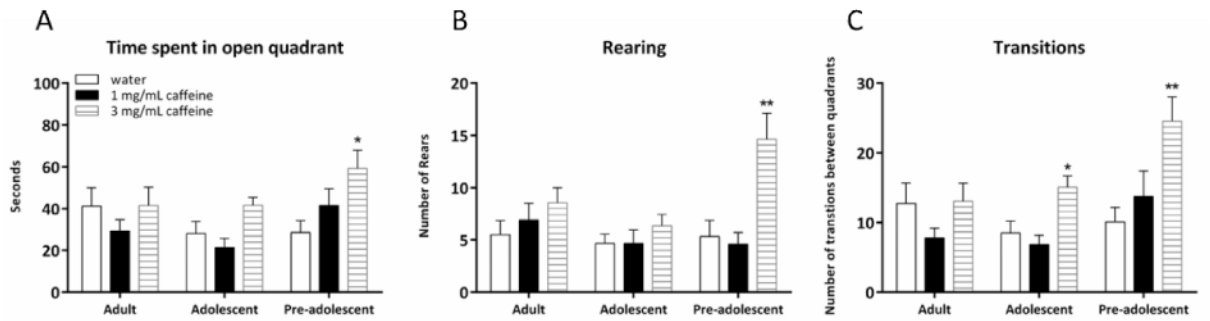 A
Time spent in open quadrant
100
80
60
40
20
0
Seconds
water
1 mg/mL caffeine
3 mg/mL caffeine
*
Adult
Adolescent
Pre-adolescent
B
Rearing
20
15
10
5
0
Number of Rears
**
Adult
Adolescent
Pre-adolescent
C
Transitions
30
20
10
0
Number of transtions between quadrants
*
**
Adult
Adolescent
Pre-adolescent